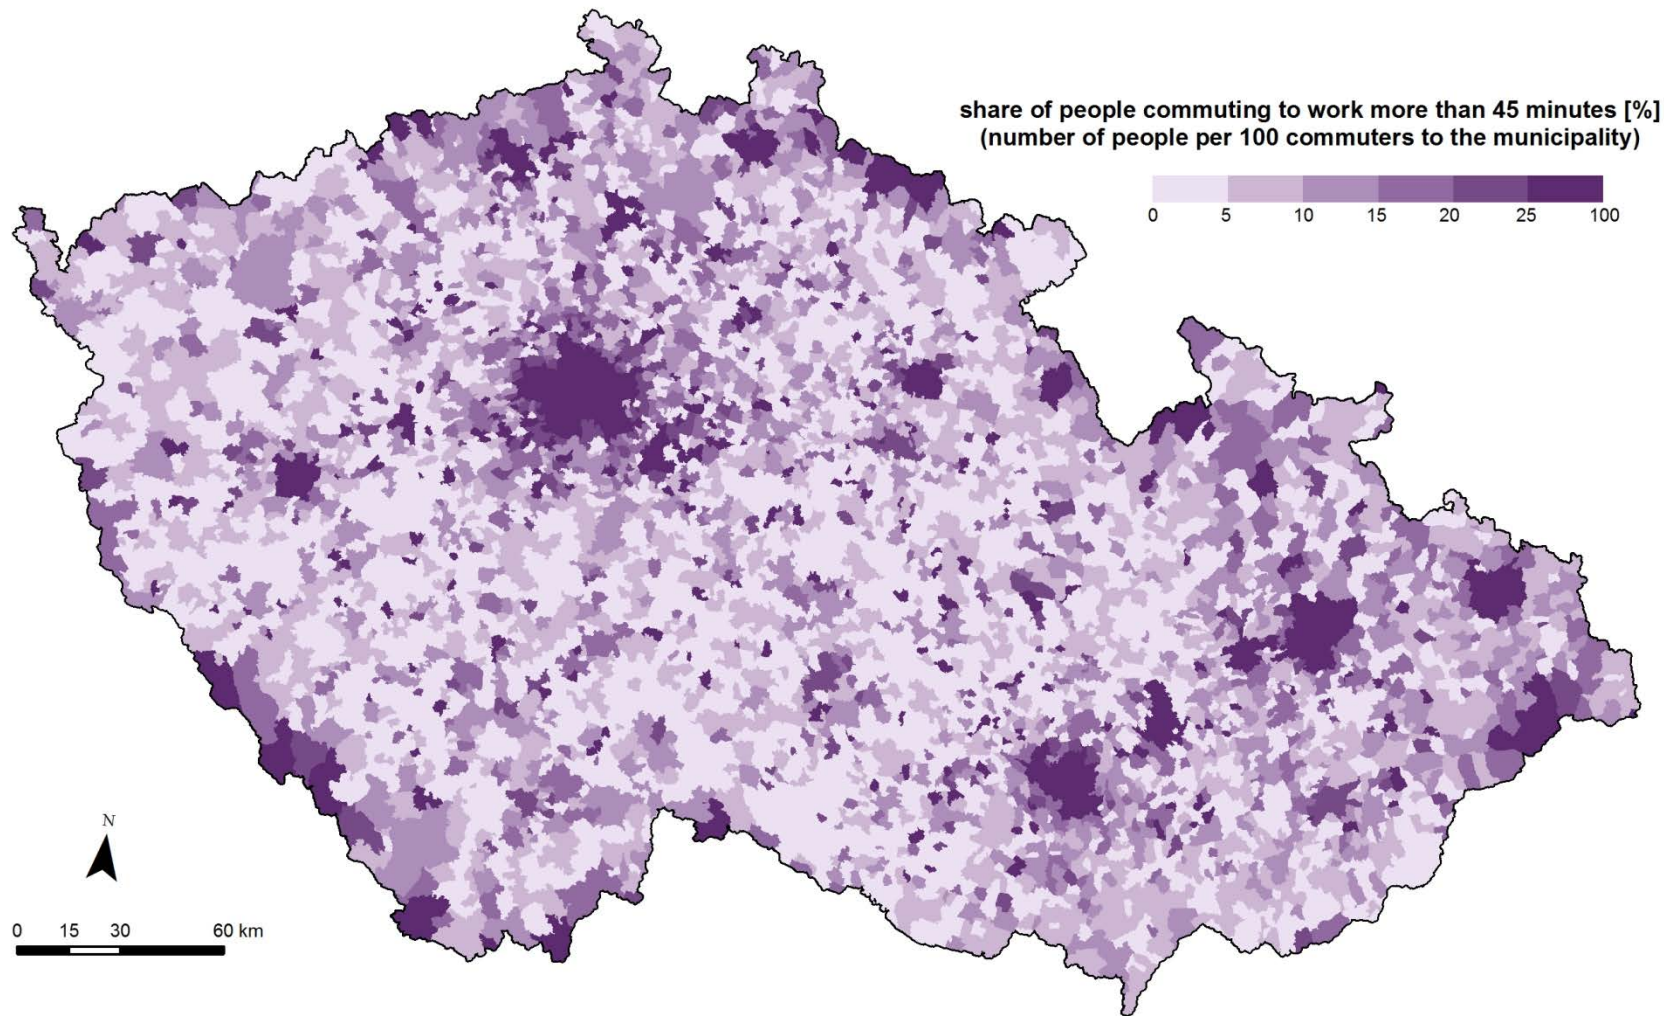 share of people commuting to work more than 45 minutes [%]
(number of people per 100 commuters to the municipality)
0 5 10 15 20 25 100
N
0 15 30 60 km